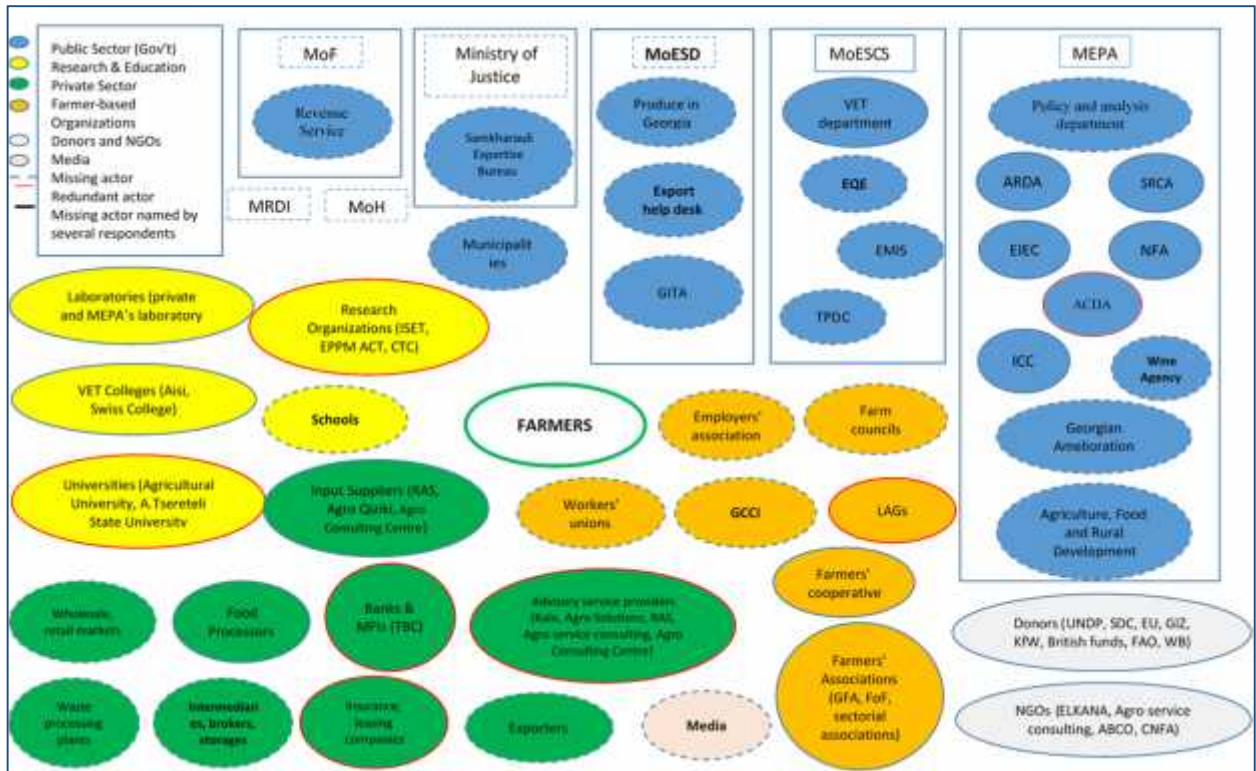 Public Sector (Gov't)
Research & Education
Private Sector
Farmer-based
Organizations
Donors and NGOs
Media
Missing actor
Redundant actor
Missing actor named by
several respondents
MoF
Revenue
Service
MRDI
MoH
Ministry of
Justice
Expertise
Bureau
Municipalit
ies
MoESD
Produce in
Georgia
Export
help desk
GITA
MoESCS
VET
department
EQE
EMIS
TPDC
MEPA
Policy and analysis
department
ARDA
SRCA
EIEC
NFA
ACDA
ICC
Wine
Agency
Georgian
Amelioration
Agriculture, Food
and Rural
Development
Laboratories (private
and MEPA's laboratory
Research
Organizations (ISET,
EPPM ACT, CTC)
VET Colleges (Aisi,
Swiss College)
Schools
FARMERS
Employers'
association
Farm
councils
Universities (Agricultural
University, A.Tsereteli
State University
Input Suppliers (RAS,
Agro Qiriki, Agro
Consulting Centre)
Workers'
unions
GCCI
LAGs
Wholesale,
retail markets
Food
Processors
Banks &
MFIs (TBC)
Advisory service providers
(Kalo, Agro Solutions, RAS,
Agro service consulting, Agro
Consulting Centre)
Farmers'
cooperative
Donors (UNDP, SDC, EU, GIZ,
KfW, British funds, FAO, WB)
Waste
processing
plants
Intermediari
es, brokers,
storages
Insurance,
leasing
companies
Exporters
Media
Farmers'
Associations
(GFA, FoF,
sectorial
associations)
NGOs (ELKANA, Agro service
consulting, ABCO, CNFA)